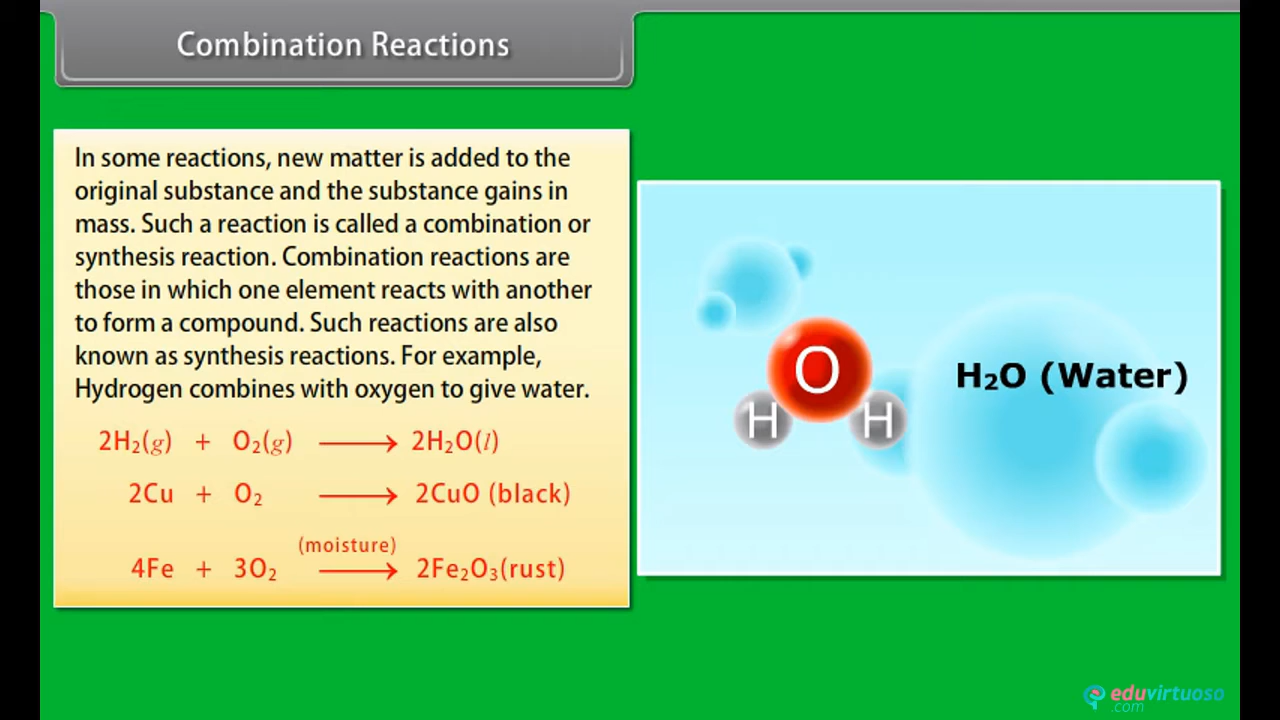 Combination Reactions
In some reactions, new matter is added to the
original substance and the substance gains in
mass. Such a reaction is called a combination or
synthesis reaction. Combination reactions are
those in which one element reacts with another
to form a compound. Such reactions are also
known as synthesis reactions. For example,
Hydrogen combines with oxygen to give water.
2H₂(g) + O₂(g) ⟶ 2H₂O(l)
2Cu + O₂ ⟶ 2CuO (black)
(moisture)
4Fe + 3O₂ ⟶ 2Fe₂O₃(rust)
O
H H
H₂O (Water)
eduvirtuoso
.com